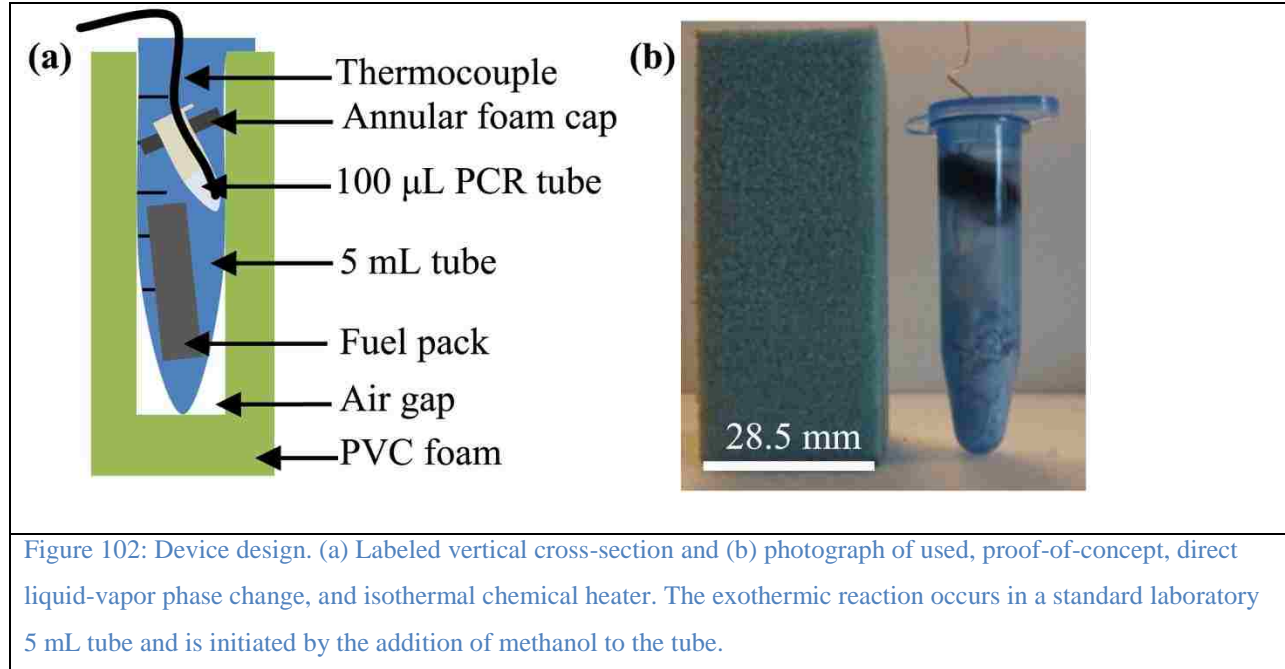 (a)
Thermocouple
Annular foam cap
100 μL PCR tube
5 mL tube
Fuel pack
Air gap
PVC foam
(b)
28.5 mm
Figure 102: Device design. (a) Labeled vertical cross-section and (b) photograph of used, proof-of-concept, direct
liquid-vapor phase change, and isothermal chemical heater. The exothermic reaction occurs in a standard laboratory
5 mL tube and is initiated by the addition of methanol to the tube.